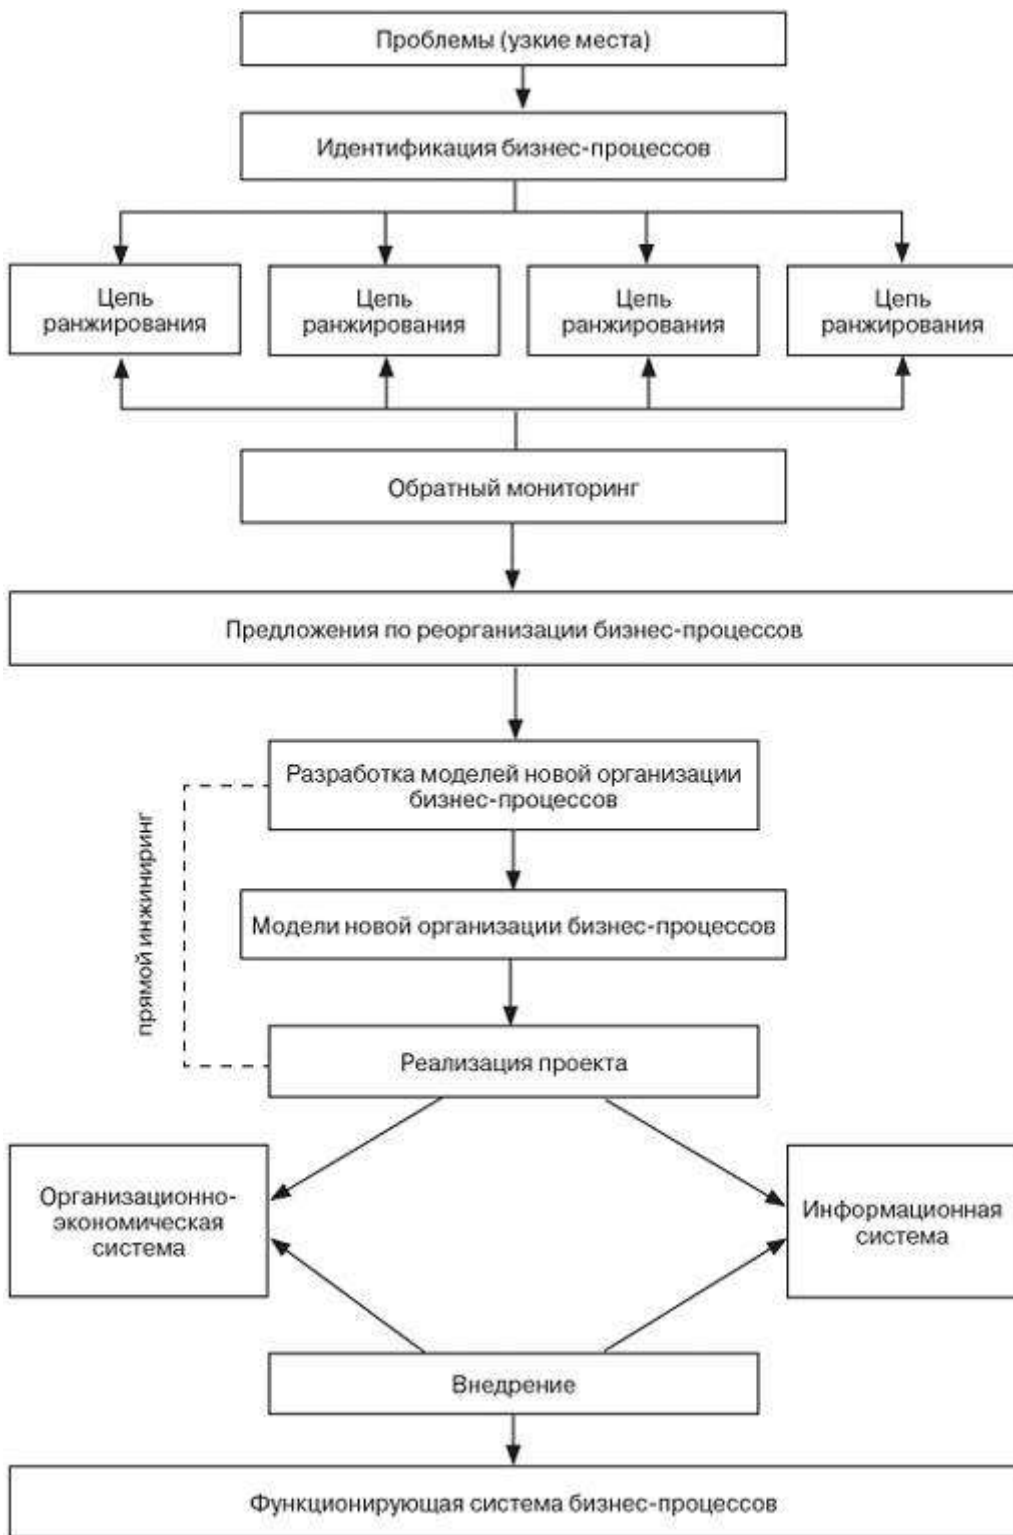 Проблемы (узкие места)
Идентификация бизнес-процессов
Цепь
ранжирования
Цепь
ранжирования
Цепь
ранжирования
Цепь
ранжирования
Обратный мониторинг
Предложения по реорганизации бизнес-процессов
Разработка моделей новой организации
бизнес-процессов
прямой инжиниринг
Модели новой организации бизнес-процессов
Реализация проекта
Организационно-
экономическая
система
Информационная
система
Внедрение
Функционирующая система бизнес-процессов